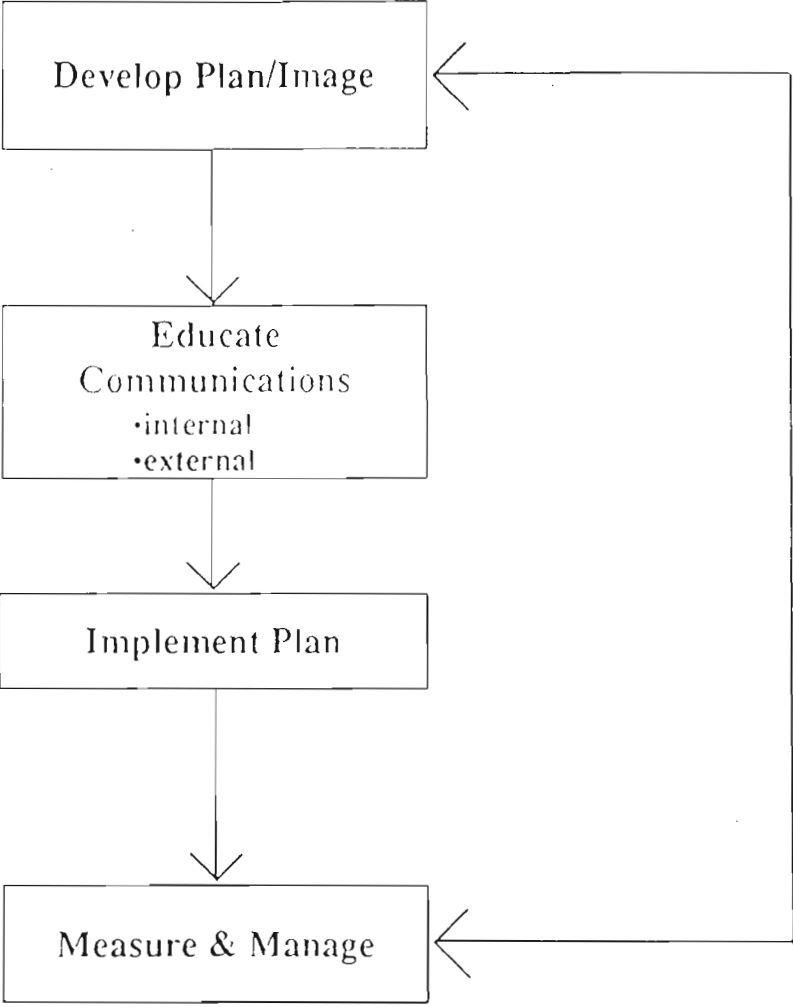 Develop Plan/Image
Educate
Communications
•internal
•external
Implement Plan
Measure & Manage